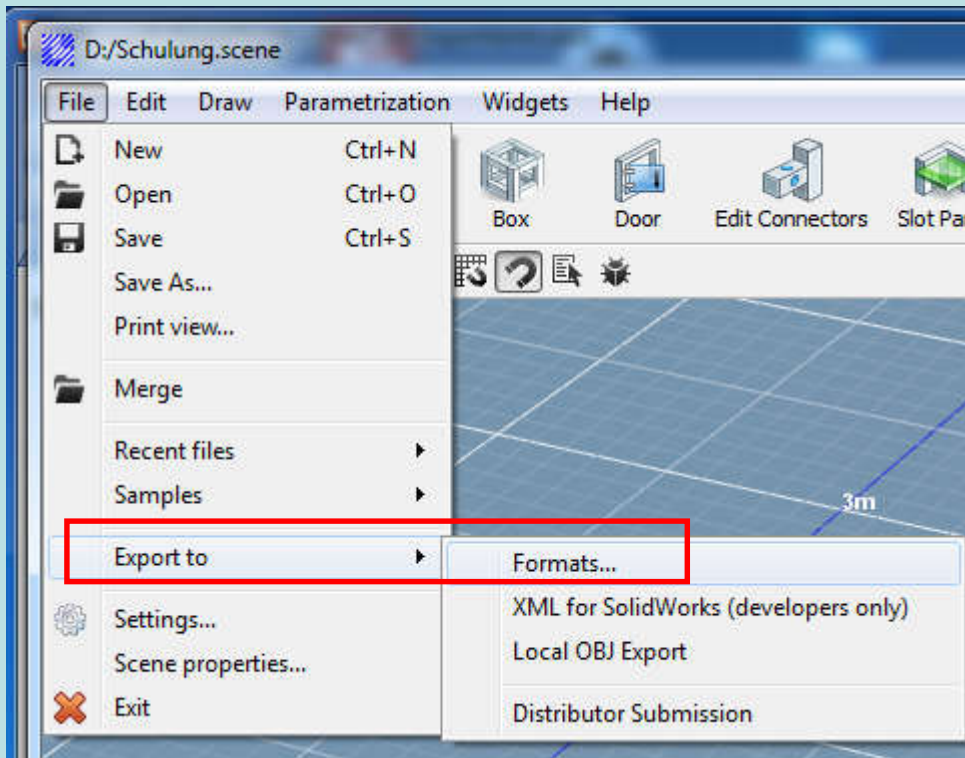 D:/Schulung.scene
File Edit Draw Parametrization Widgets Help
New Ctrl+N
Open Ctrl+O
Save Ctrl+S
Save As...
Print view...
Merge
Recent files
Samples
Export to
Settings...
Scene properties...
Exit
Box Door Edit Connectors Slot Pa
3m
Formats...
XML for SolidWorks (developers only)
Local OBJ Export
Distributor Submission